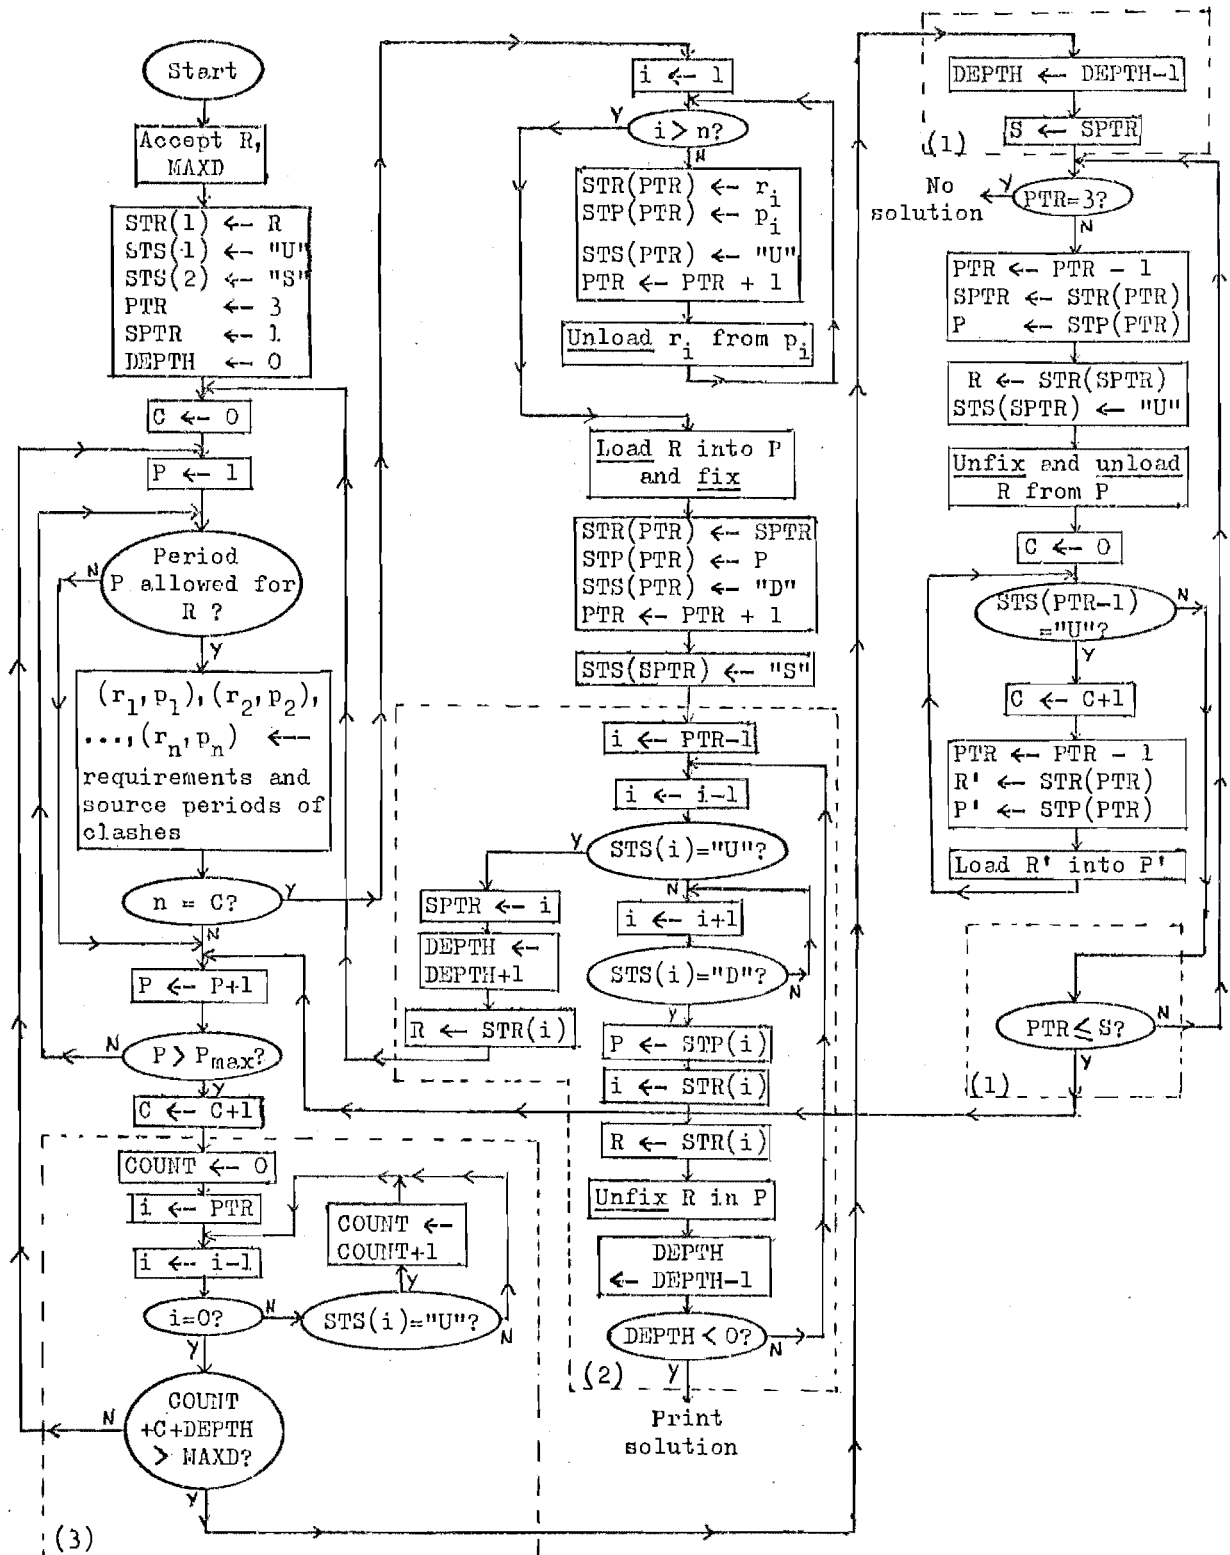 Start
Accept R,
MAXD
STR(1) ← R
STS(1) ← "U"
STS(2) ← "S"
PTR ← 3
SPTR ← 1
DEPTH ← 0
C ← 0
P ← 1
Period
P allowed for
R ?
N
Y
(r1,p1),(r2,p2),
...,(rn,pn) ←
requirements and
source periods of
clashes
n = C?
Y
N
P ← P+1
P > Pmax?
N
Y
C ← C+1
COUNT ← 0
i ← PTR
i ← i-1
i=0?
N
Y
STS(i)="U"?
Y
N
COUNT ←
COUNT+1
COUNT
+C+DEPTH
> MAXD?
N
Y
(3)
i ← 1
i > n?
Y
N
STR(PTR) ← ri
STP(PTR) ← pi
STS(PTR) ← "U"
PTR ← PTR + 1
Unload ri from pi
Load R into P
and fix
STR(PTR) ← SPTR
STP(PTR) ← P
STS(PTR) ← "D"
PTR ← PTR + 1
STS(SPTR) ← "S"
i ← PTR-1
i ← i-1
STS(i)="U"?
Y
N
SPTR ← i
DEPTH ←
DEPTH+1
R ← STR(i)
i ← i+1
STS(i)="D"?
N
Y
P ← STP(i)
i ← STR(i)
R ← STR(i)
Unfix R in P
DEPTH
← DEPTH-1
DEPTH < 0?
N
Y
(2)
Print
solution
DEPTH ← DEPTH-1
S ← SPTR
(1)
PTR=3?
Y
No
solution
N
PTR ← PTR - 1
SPTR ← STR(PTR)
P ← STP(PTR)
R ← STR(SPTR)
STS(SPTR) ← "U"
Unfix and unload
R from P
C ← 0
STS(PTR-1)
="U"?
N
Y
C ← C+1
PTR ← PTR - 1
R' ← STR(PTR)
P' ← STP(PTR)
Load R' into P'
PTR ≤ S?
N
Y
(1)